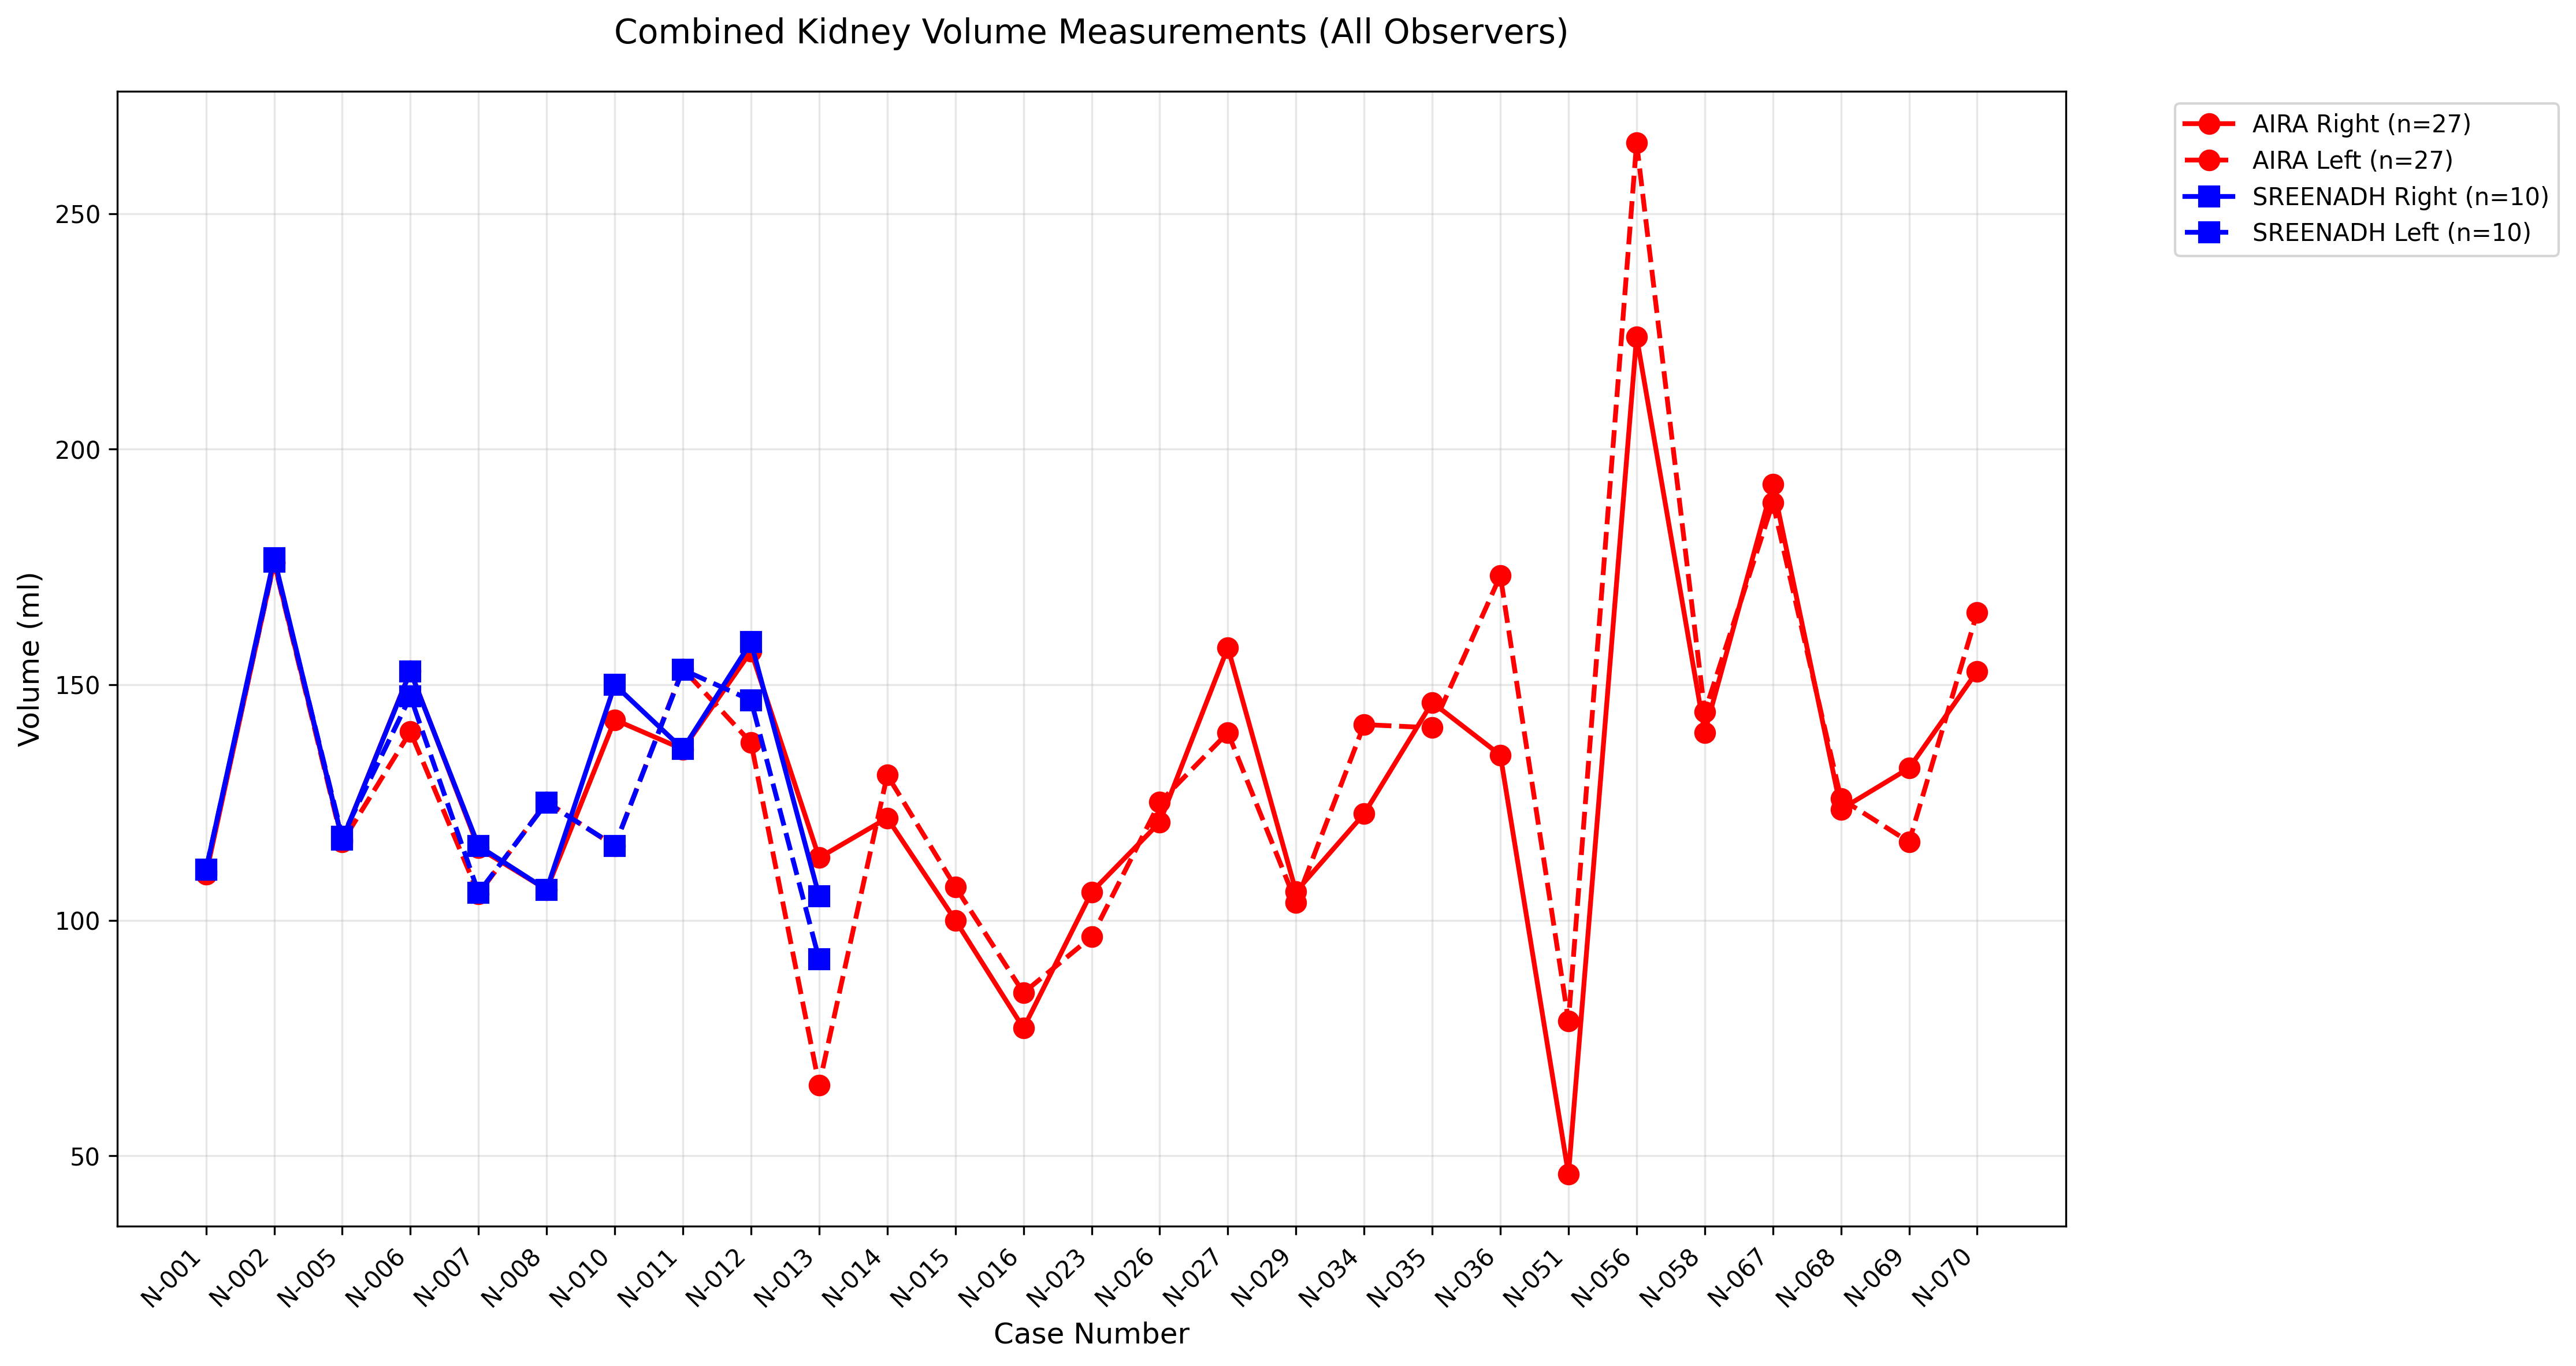 Combined Kidney Volume Measurements (All Observers)
AIRA Right (n=27)
AIRA Left (n=27)
SREENADH Right (n=10)
SREENADH Left (n=10)
Volume (ml)
250
200
150
100
50
N-001
N-002
N-005
N-006
N-007
N-008
N-010
N-011
N-012
N-013
N-014
N-015
N-016
N-023
N-026
N-027
N-029
N-034
N-035
N-036
N-051
N-056
N-058
N-067
N-068
N-069
N-070
Case Number